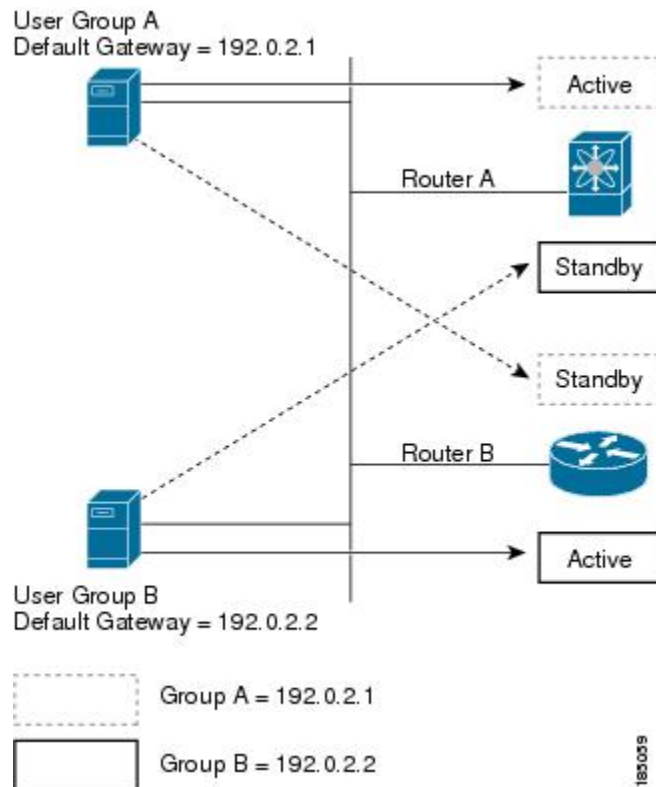 User Group A
Default Gateway = 192.0.2.1
Active
Router A
Standby
Standby
Router B
Active
User Group B
Default Gateway = 192.0.2.2
Group A = 192.0.2.1
Group B = 192.0.2.2
185059